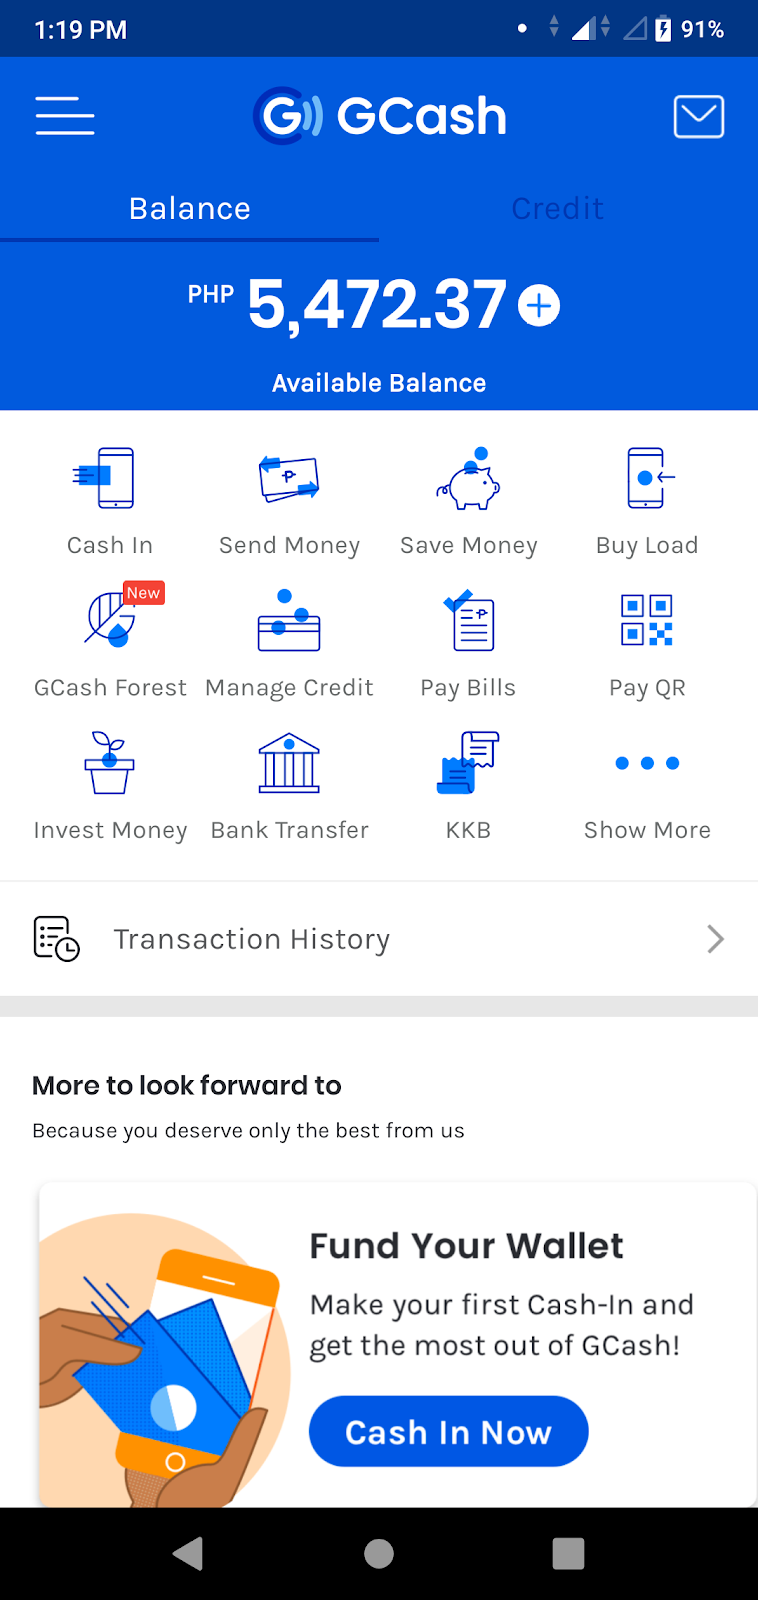 1:19 PM
91%
GCash
Balance
Credit
PHP 5,472.37
Available Balance
Cash In
Send Money
Save Money
Buy Load
New
GCash Forest
Manage Credit
Pay Bills
Pay QR
Invest Money
Bank Transfer
KKB
Show More
Transaction History
More to look forward to
Because you deserve only the best from us
Fund Your Wallet
Make your first Cash-In and
get the most out of GCash!
Cash In Now